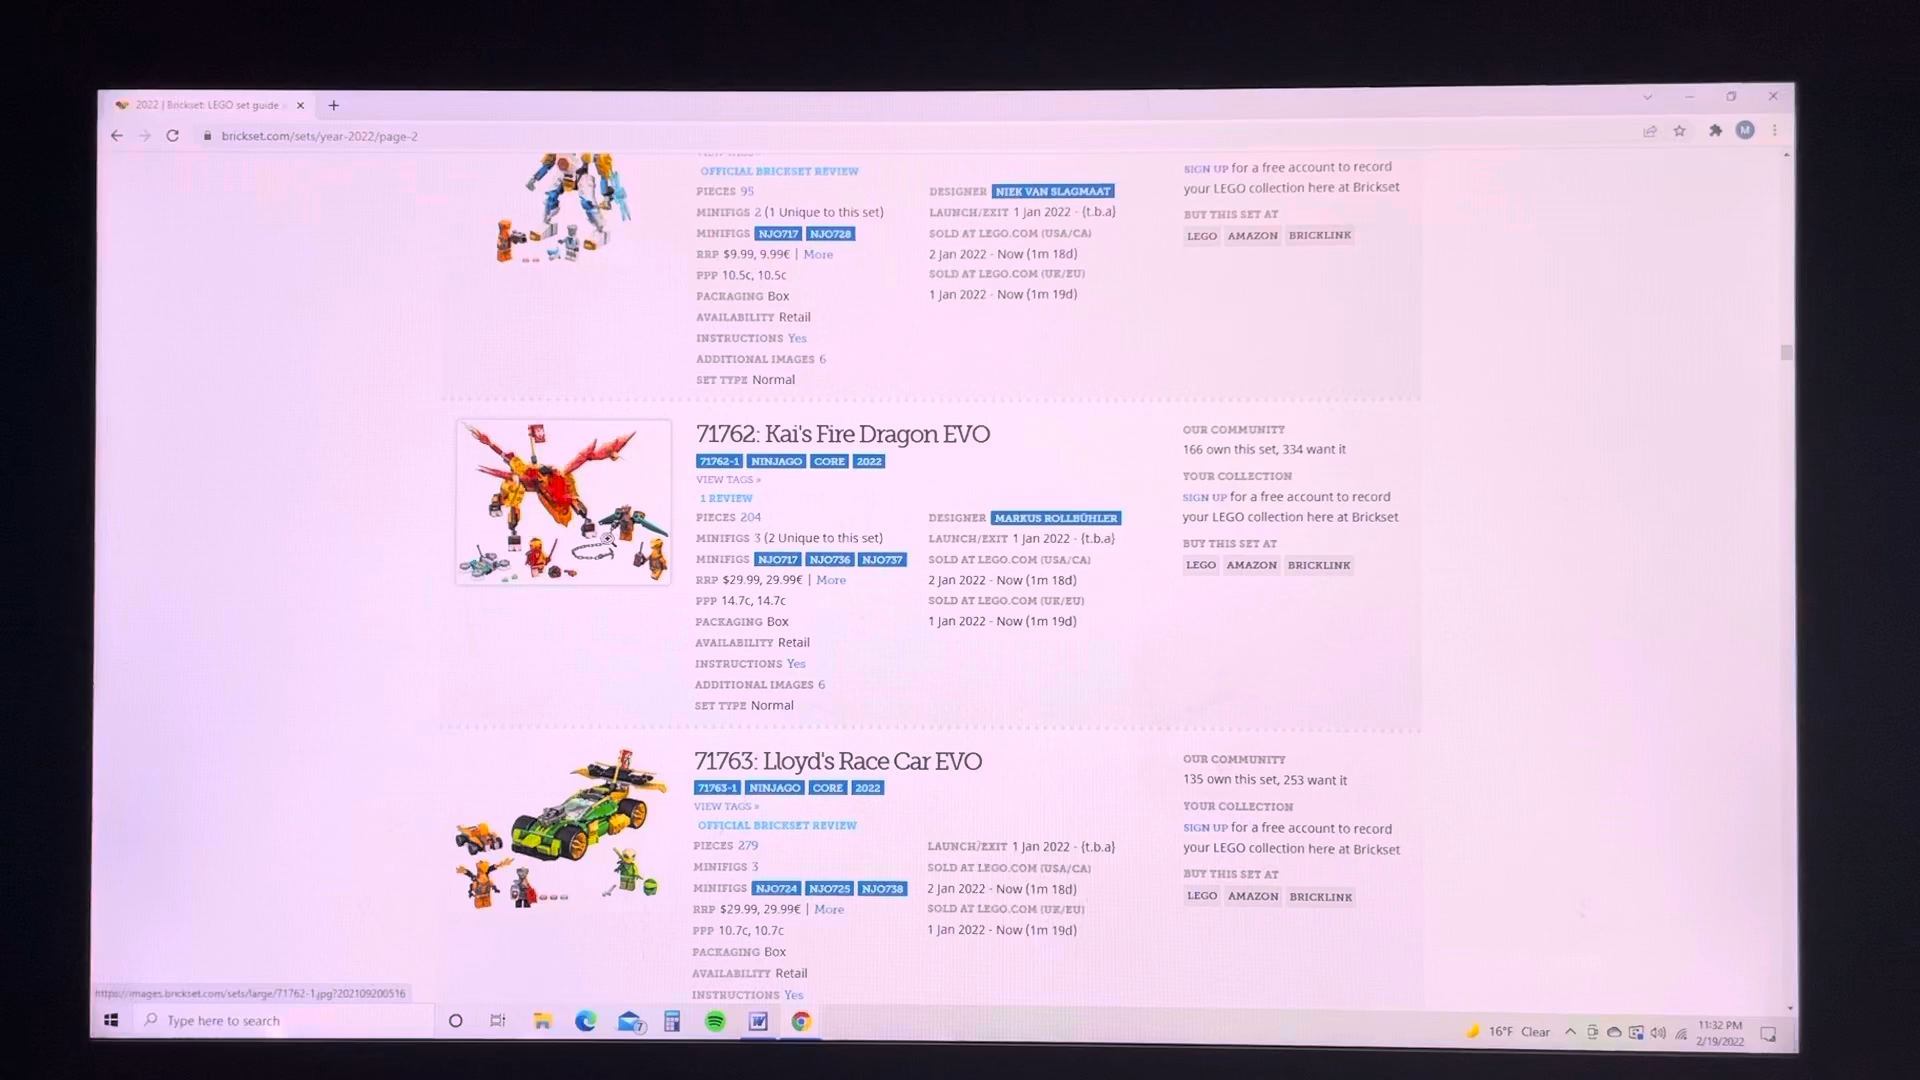 2022 | Brickset: LEGO set guide
brickset.com/sets/year-2022/page-2
M
OFFICIAL BRICKSET REVIEW
PIECES 95
MINIFIGS 2 (1 Unique to this set)
MINIFIGS NJO717 NJO728
RRP $9.99, 9.99€ | More
PPP 10.5c, 10.5c
PACKAGING Box
AVAILABILITY Retail
INSTRUCTIONS Yes
ADDITIONAL IMAGES 6
SET TYPE Normal
DESIGNER NIEK VAN SLAGMAAT
LAUNCH/EXIT 1 Jan 2022 - {t.b.a}
SOLD AT LEGO.COM (USA/CA)
2 Jan 2022 - Now (1m 18d)
SOLD AT LEGO.COM (UK/EU)
1 Jan 2022 - Now (1m 19d)
SIGN UP for a free account to record
your LEGO collection here at Brickset
BUY THIS SET AT
LEGO AMAZON BRICKLINK
71762: Kai's Fire Dragon EVO
71762-1 NINJAGO CORE 2022
VIEW TAGS »
1 REVIEW
PIECES 204
MINIFIGS 3 (2 Unique to this set)
MINIFIGS NJO717 NJO736 NJO737
RRP $29.99, 29.99€ | More
PPP 14.7c, 14.7c
PACKAGING Box
AVAILABILITY Retail
INSTRUCTIONS Yes
ADDITIONAL IMAGES 6
SET TYPE Normal
DESIGNER MARKUS ROLLBÜHLER
LAUNCH/EXIT 1 Jan 2022 - {t.b.a}
SOLD AT LEGO.COM (USA/CA)
2 Jan 2022 - Now (1m 18d)
SOLD AT LEGO.COM (UK/EU)
1 Jan 2022 - Now (1m 19d)
OUR COMMUNITY
166 own this set, 334 want it
YOUR COLLECTION
SIGN UP for a free account to record
your LEGO collection here at Brickset
BUY THIS SET AT
LEGO AMAZON BRICKLINK
71763: Lloyd's Race Car EVO
71763-1 NINJAGO CORE 2022
VIEW TAGS »
OFFICIAL BRICKSET REVIEW
PIECES 279
MINIFIGS 3
MINIFIGS NJO724 NJO725 NJO738
RRP $29.99, 29.99€ | More
PPP 10.7c, 10.7c
PACKAGING Box
AVAILABILITY Retail
INSTRUCTIONS Yes
LAUNCH/EXIT 1 Jan 2022 - {t.b.a}
SOLD AT LEGO.COM (USA/CA)
2 Jan 2022 - Now (1m 18d)
SOLD AT LEGO.COM (UK/EU)
1 Jan 2022 - Now (1m 19d)
OUR COMMUNITY
135 own this set, 253 want it
YOUR COLLECTION
SIGN UP for a free account to record
your LEGO collection here at Brickset
BUY THIS SET AT
LEGO AMAZON BRICKLINK
https://images.brickset.com/sets/large/71762-1.jpg?202109200516
Type here to search
7
16°F Clear
11:32 PM
2/19/2022